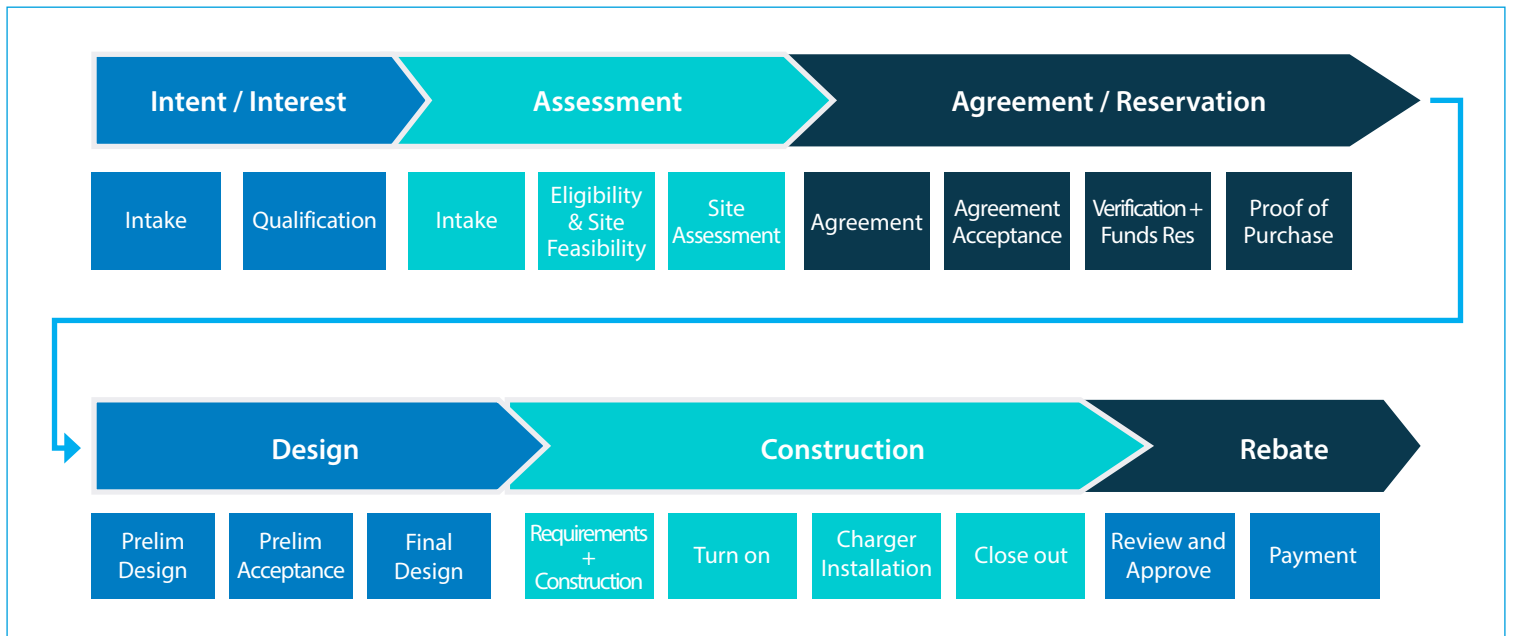 Intent / Interest
Assessment
Agreement / Reservation
Intake
Qualification
Intake
Eligibility
& Site
Feasibility
Site
Assessment
Agreement
Agreement
Acceptance
Verification +
Funds Res
Proof of
Purchase
Design
Construction
Rebate
Prelim
Design
Prelim
Acceptance
Final
Design
Requirements
+
Construction
Turn on
Charger
Installation
Close out
Review and
Approve
Payment